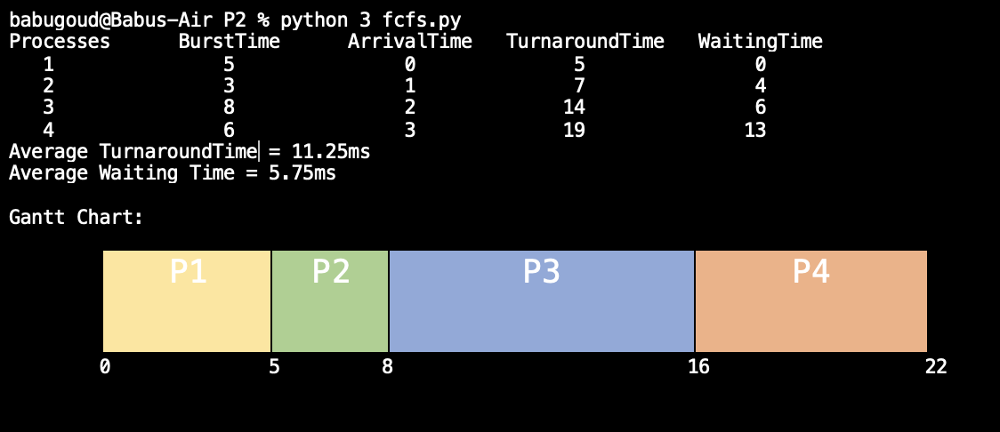 babugoud@Babus-Air P2 % python 3 fcfs.py
Processes BurstTime ArrivalTime TurnaroundTime WaitingTime
1 5 0 5 0
2 3 1 7 4
3 8 2 14 6
4 6 3 19 13
Average TurnaroundTime = 11.25ms
Average Waiting Time = 5.75ms
Gantt Chart:
P1 P2 P3 P4
0 5 8 16 22